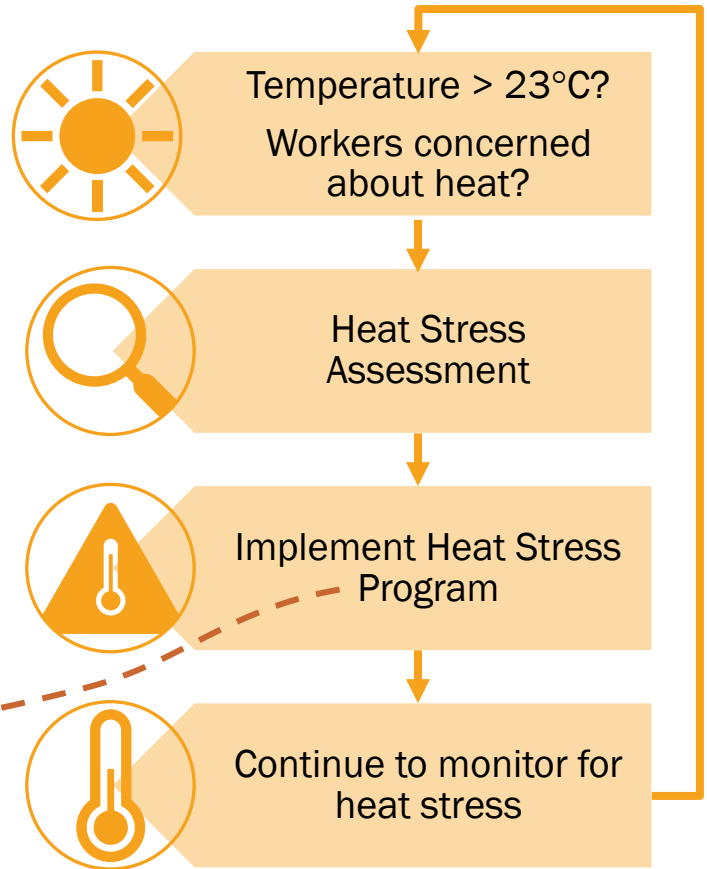 Temperature > 23°C?
Workers concerned
about heat?
Heat Stress
Assessment
Implement Heat Stress
Program
Continue to monitor for
heat stress